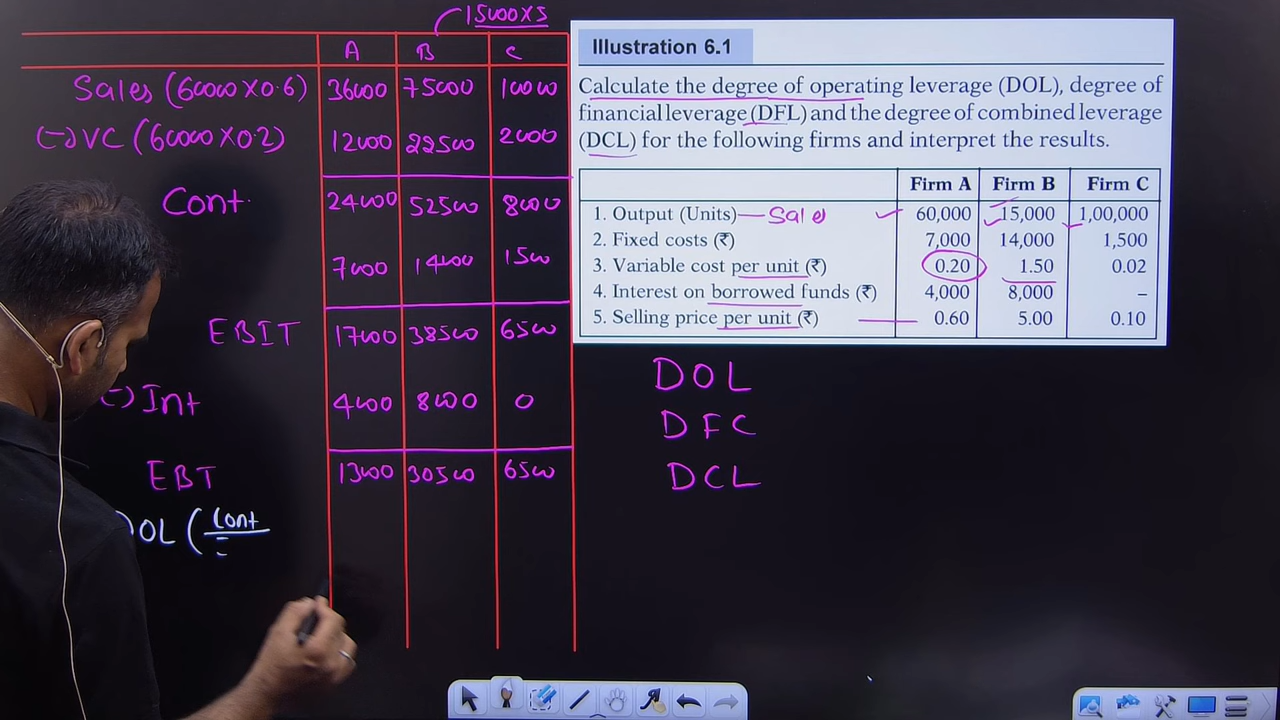 15000×5
A B C
Sales (60000×0.6) 36000 75000 10000
(-) VC (60000×0.2) 12000 22500 2000
Cont. 24000 52500 8000
7000 14000 1500
EBIT 17000 38500 6500
(-) Int 4000 8000 0
EBT 13000 30500 6500
DOL (Cont
Illustration 6.1
Calculate the degree of operating leverage (DOL), degree of
financial leverage (DFL) and the degree of combined leverage
(DCL) for the following firms and interpret the results.
Firm A Firm B Firm C
1. Output (Units) — Sale 60,000 15,000 1,00,000
2. Fixed costs (₹) 7,000 14,000 1,500
3. Variable cost per unit (₹) 0.20 1.50 0.02
4. Interest on borrowed funds (₹) 4,000 8,000 –
5. Selling price per unit (₹) 0.60 5.00 0.10
DOL
DFC
DCL